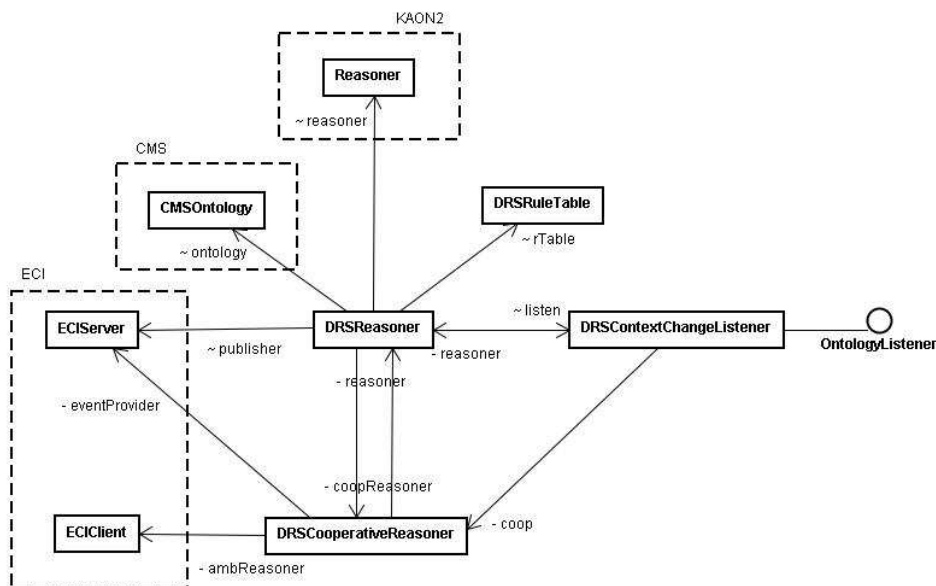 KAON2
Reasoner
~ reasoner
CMS
CMSOntology
~ ontology
DRSRuleTable
~ rTable
ECI
ECIServer
DRSReasoner
~ listen
DRSContextChangeListener
OntologyListener
~ publisher
- reasoner
- reasoner
- eventProvider
- coopReasoner
ECIClient
DRSCooperativeReasoner
- coop
- ambReasoner